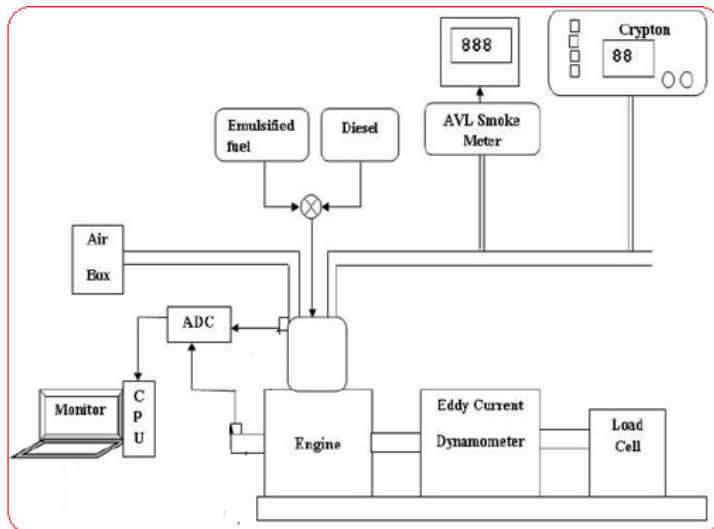 888
Crypton
88
Emulsified
fuel
Diesel
AVL Smoke
Meter
Air
Box
ADC
Monitor
C
P
U
Engine
Eddy Current
Dynamometer
Load
Cell